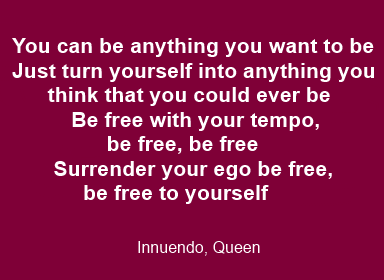 You can be anything you want to be
Just turn yourself into anything you
think that you could ever be
Be free with your tempo,
be free, be free
Surrender your ego be free,
be free to yourself
Innuendo, Queen